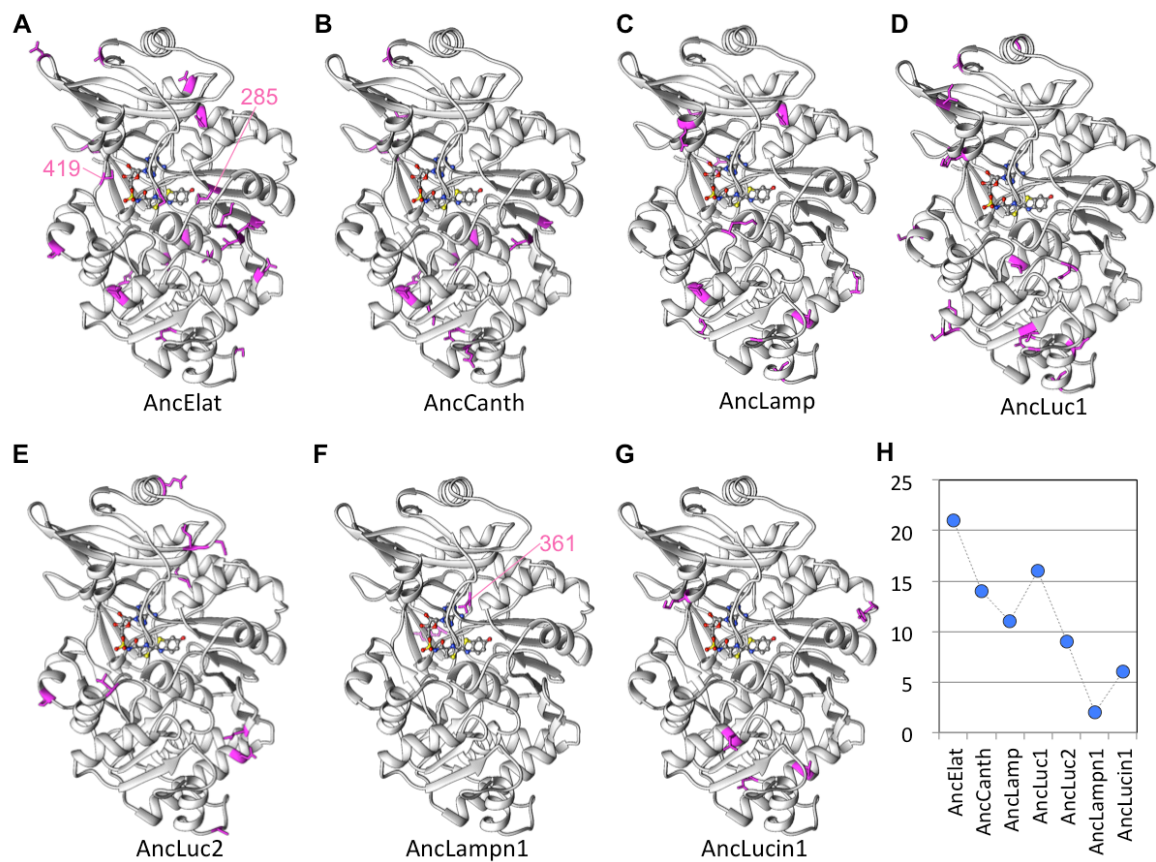 A
B
C
D
285
419
AncElat
AncCanth
AncLamp
AncLuc1
E
F
G
H
361
AncLuc2
AncLampn1
AncLucin1
25
20
15
10
5
0
AncElat
AncCanth
AncLamp
AncLuc1
AncLuc2
AncLampn1
AncLucin1